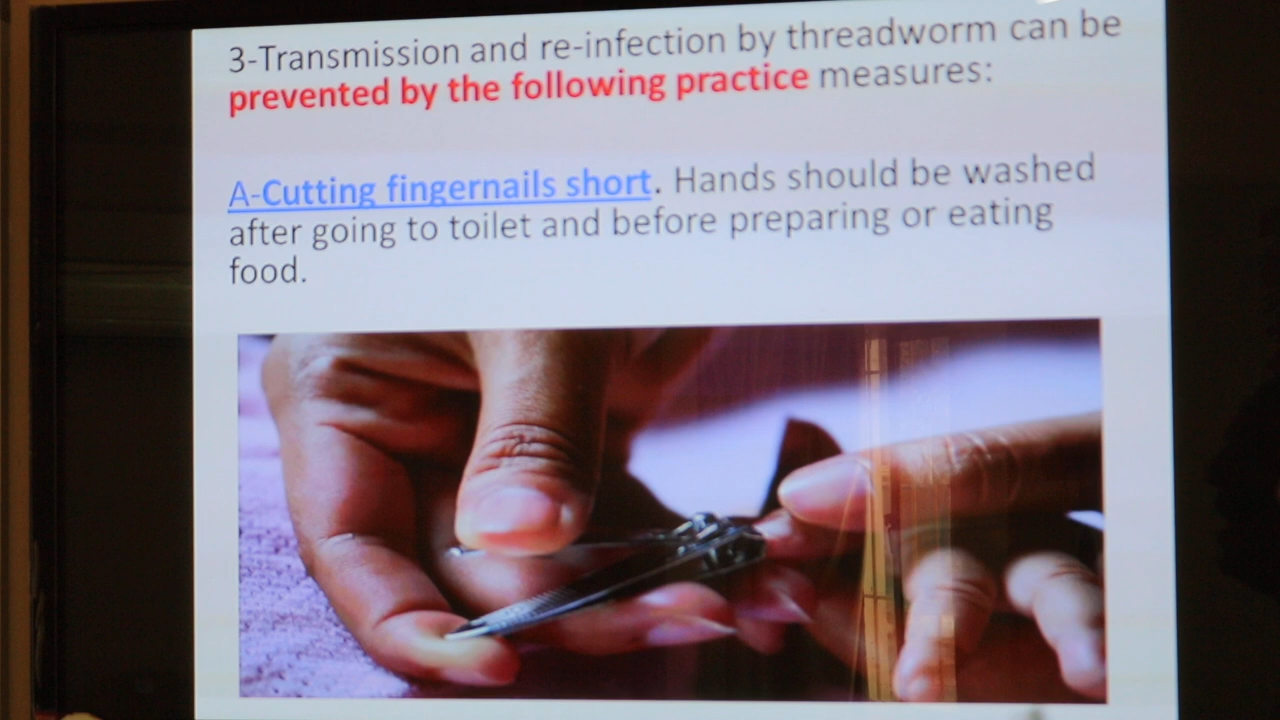 3-Transmission and re-infection by threadworm can be
prevented by the following practice measures:
A-Cutting fingernails short. Hands should be washed
after going to toilet and before preparing or eating
food.